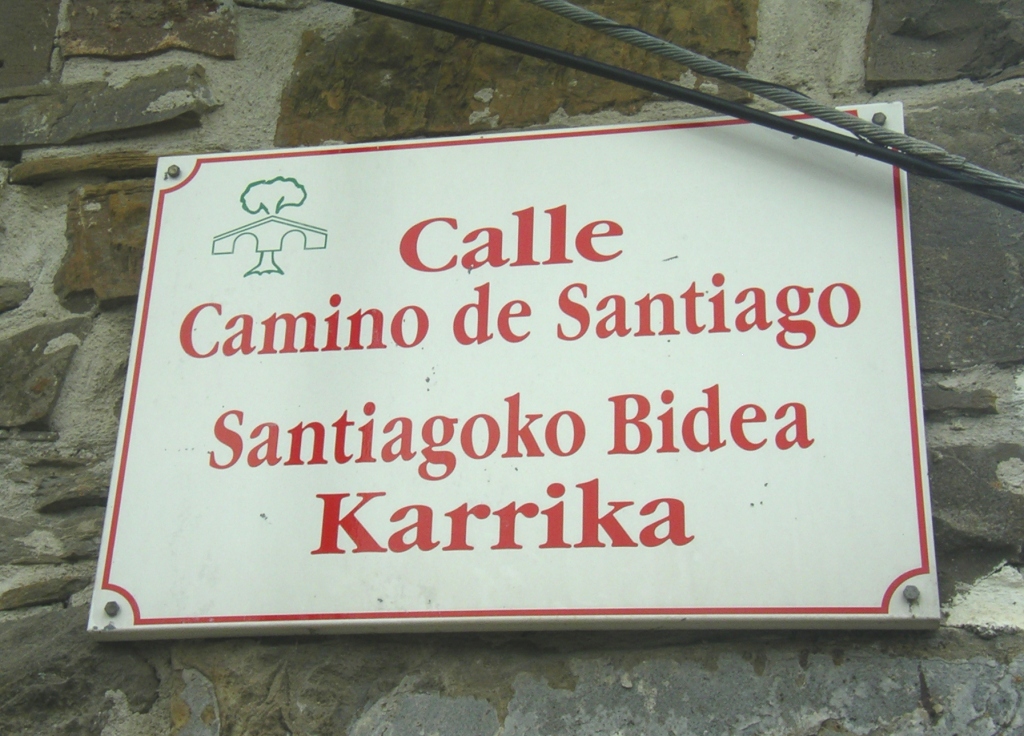 Calle
Camino de Santiago
Santiagoko Bidea
Karrika